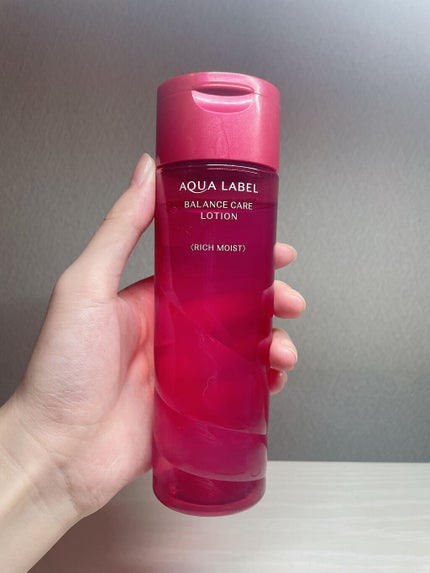 AQUA LABEL
BALANCE CARE
LOTION
〈RICH MOIST〉